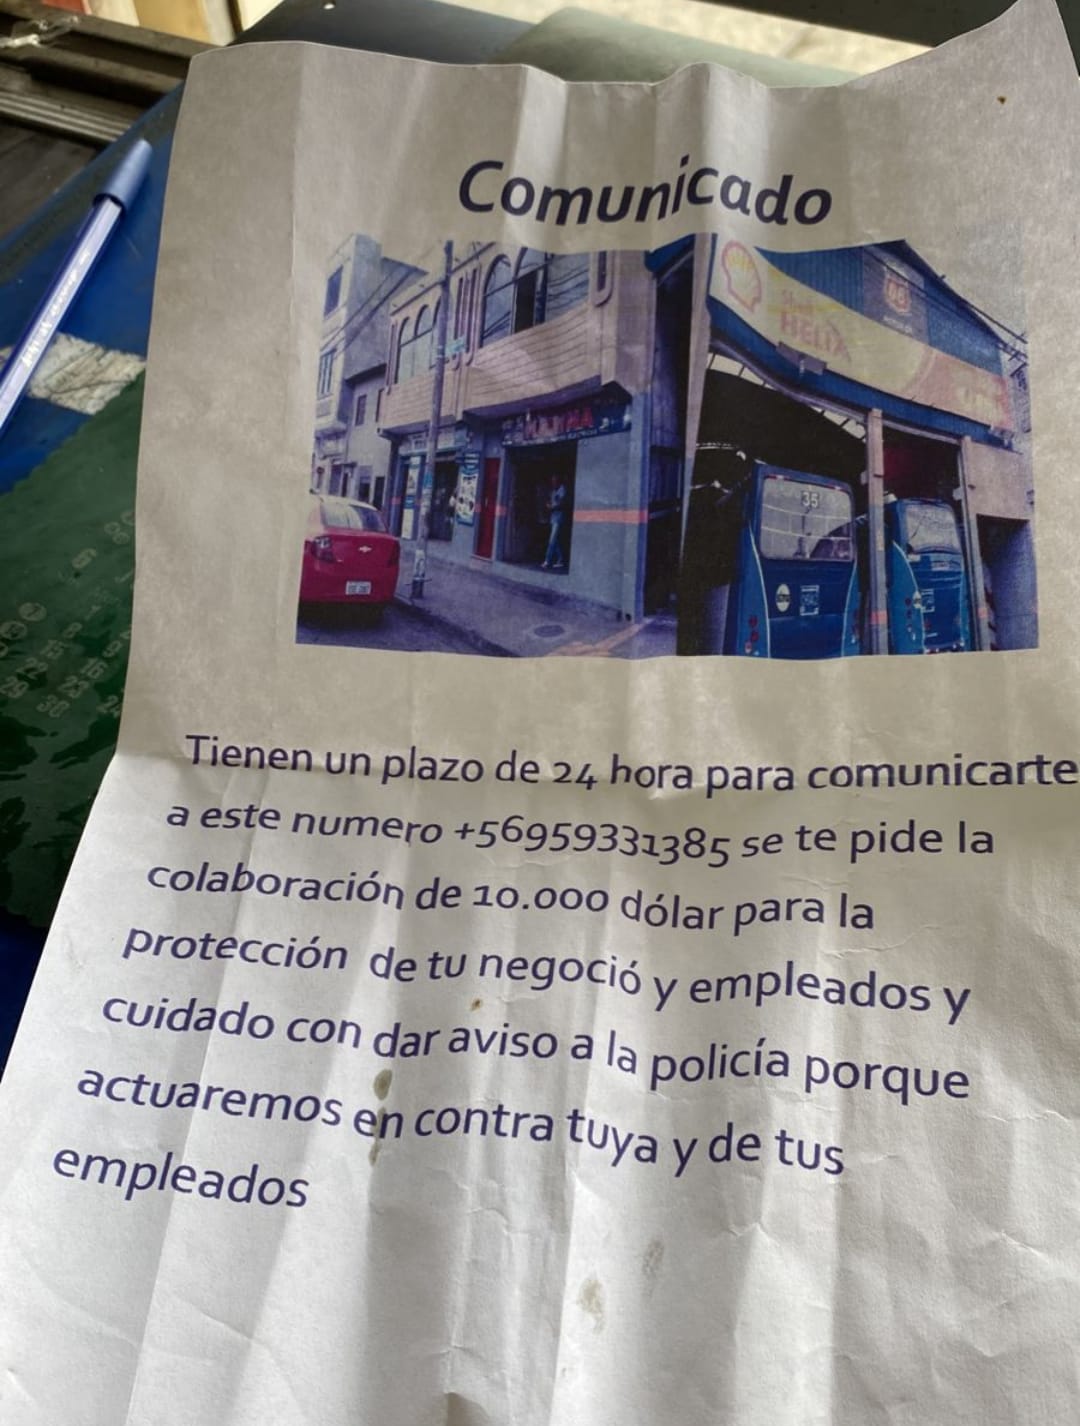 Comunicado
Shell
HELIX
66
35
Tienen un plazo de 24 hora para comunicarte
a este numero +56959331385 se te pide la
colaboración de 10.000 dólar para la
protección de tu negoció y empleados y
cuidado con dar aviso a la policía porque
actuaremos en contra tuya y de tus
empleados